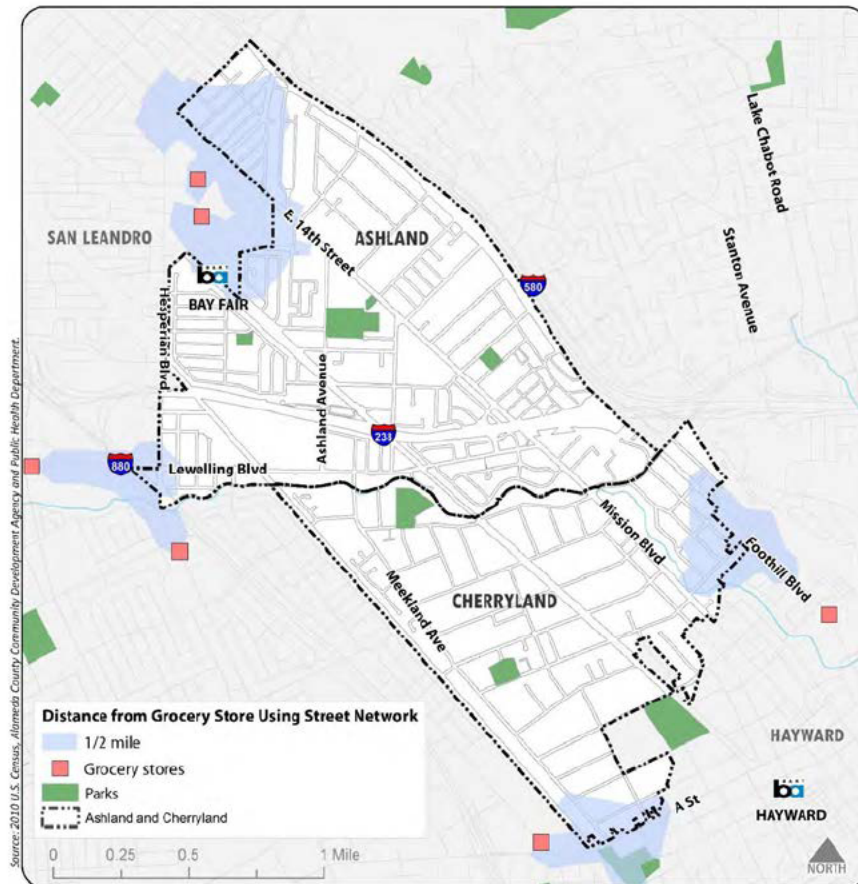 Lake Chabot Road
Stanton Avenue
SAN LEANDRO
E. 14th Street
ASHLAND
580
ba
BAY FAIR
Hesperian Blvd
Ashland Avenue
238
880
Lewelling Blvd
Mission Blvd
Foothill Blvd
CHERRYLAND
Meekland Ave
HAYWARD
ba
HAYWARD
A St
NORTH
Distance from Grocery Store Using Street Network
1/2 mile
Grocery stores
Parks
Ashland and Cherryland
0 0.25 0.5 1 Mile
Source: 2010 U.S. Census, Alameda County Community Development Agency and Public Health Department.